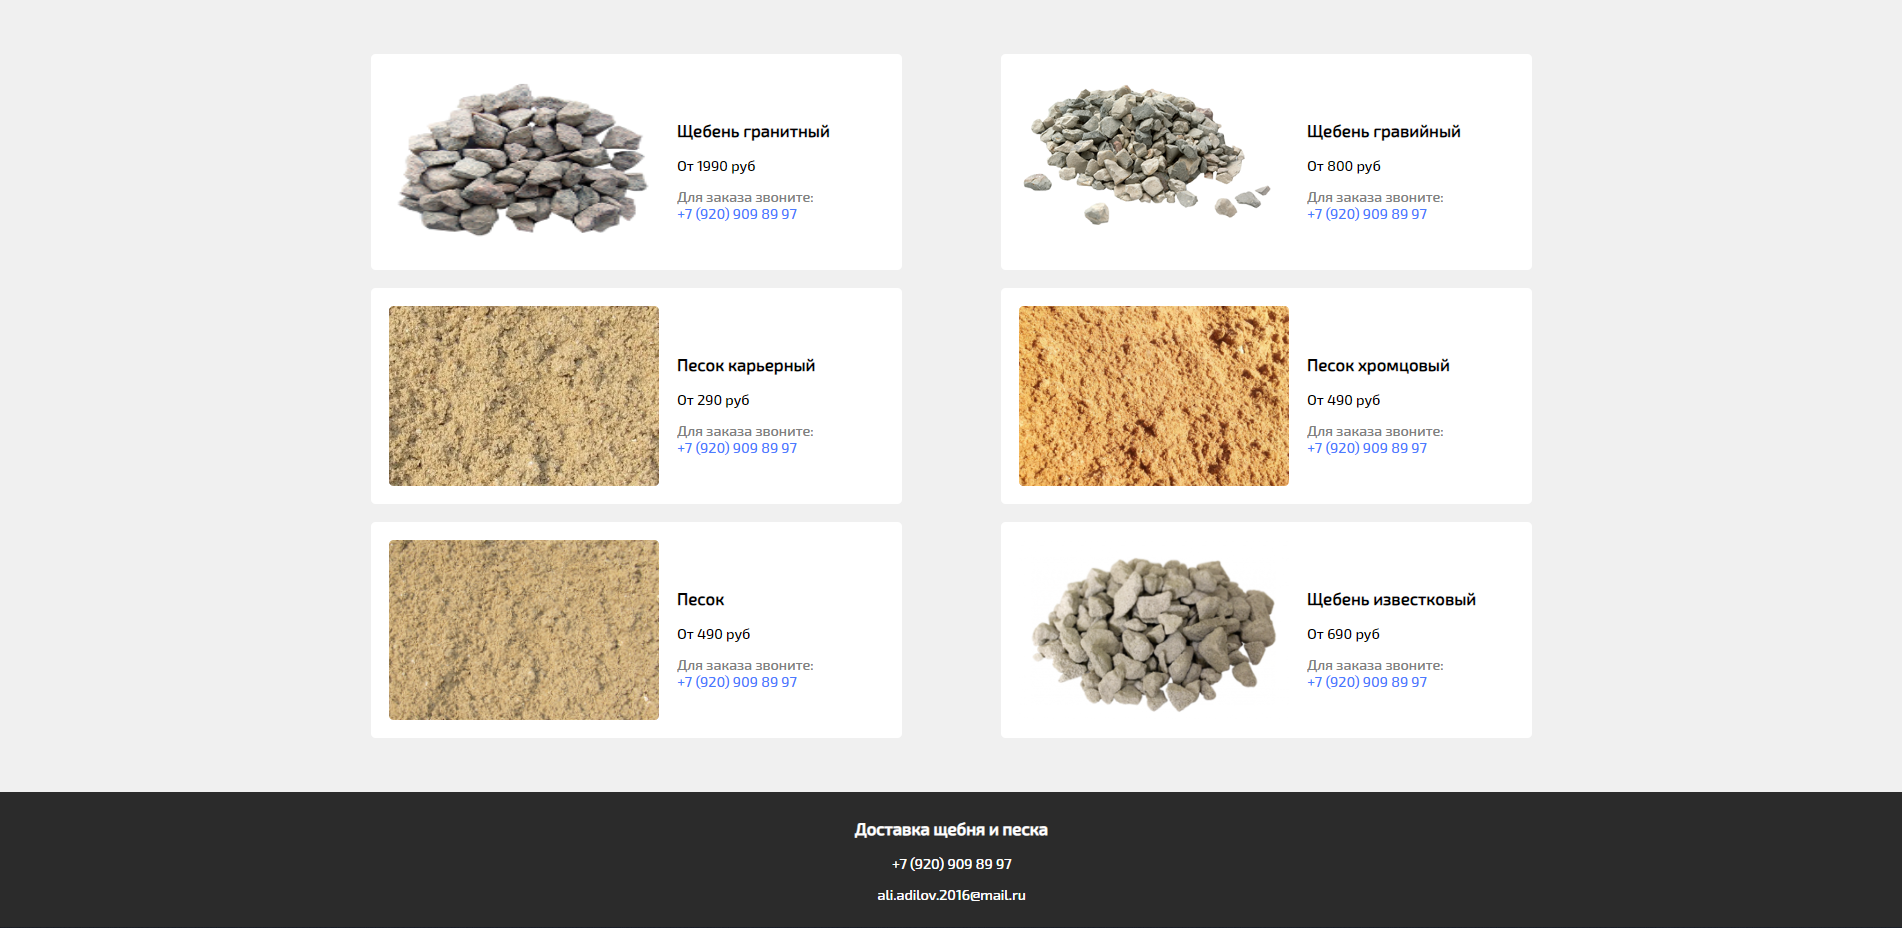 Щебень гранитный
От 1990 руб
Для заказа звоните:
+7 (920) 909 89 97
Щебень гравийный
От 800 руб
Для заказа звоните:
+7 (920) 909 89 97
Песок карьерный
От 290 руб
Для заказа звоните:
+7 (920) 909 89 97
Песок хромцовый
От 490 руб
Для заказа звоните:
+7 (920) 909 89 97
Песок
От 490 руб
Для заказа звоните:
+7 (920) 909 89 97
Щебень известковый
От 690 руб
Для заказа звоните:
+7 (920) 909 89 97
Доставка щебня и песка
+7 (920) 909 89 97
ali.adilov.2016@mail.ru